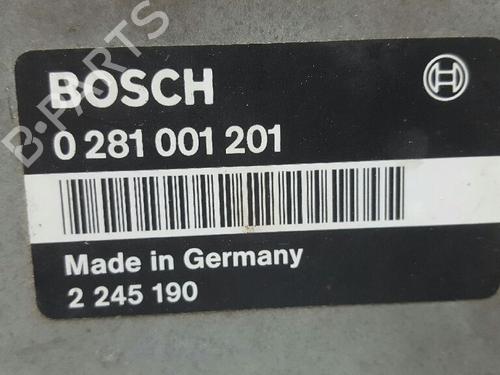 BOSCH
0 281 001 201
Made in Germany
2 245 190
B-PARTS